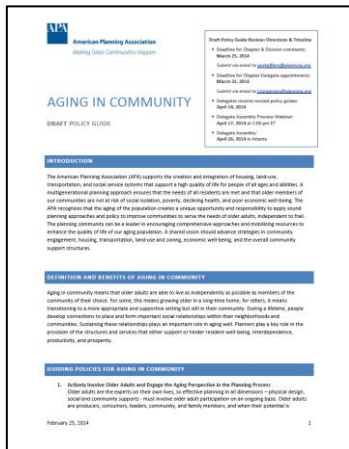 APA
American Planning Association
Making Great Communities Happen
Draft Policy Guide Review: Directions & Timeline
• Deadline for Chapter & Division comments:
March 25, 2014
Submit via email to
• Deadline for Chapter Delegate appointments:
March 31, 2014
Submit via email to
• Delegates receive revised policy guide:
April 14, 2014
• Delegate Assembly Preview Webinar:
April 17, 2014 at 2:00 pm ET
• Delegate Assembly:
April 26, 2014 in Atlanta
AGING IN COMMUNITY
DRAFT POLICY GUIDE
INTRODUCTION
The American Planning Association (APA) supports the creation and integration of housing, land-use,
transportation, and social service systems that support a high quality of life for people of all ages and abilities. A
multigenerational planning approach ensures that the needs of all residents are met and that older members of
our communities are not at risk of social isolation, poverty, declining health, and poor economic well-being. The
APA recognizes that the aging of the population creates a unique opportunity and responsibility to apply sound
planning approaches and policy to improve communities to serve the needs of older adults, independent to frail.
The planning community can be a leader in encouraging comprehensive approaches and mobilizing resources to
enhance the quality of life of our aging population. A shared vision should advance strategies in community
engagement, housing, transportation, land-use and zoning, economic well-being, and the overall community
support structures.
DEFINITION AND BENEFITS OF AGING IN COMMUNITY
Aging in community means that older adults are able to live as independently as possible as members of the
community of their choice. For some, this means growing older in a long-time home; for others, it means
transitioning to a more appropriate and supportive setting but still in their community. During a lifetime, people
develop connections to place and form important social relationships within their neighborhoods and
communities. Sustaining these relationships plays an important role in aging well. Planners play a key role in the
provision of the structures and services that either support or hinder resident well-being, interdependence,
productivity, and prosperity.
GUIDING POLICIES FOR AGING IN COMMUNITY
1. Actively Involve Older Adults and Engage the Aging Perspective in the Planning Process
Older adults are the experts on their own lives, so effective planning in all dimensions – physical design,
social and community supports - must involve older adult participation on an ongoing basis. Older adults
are producers, consumers, leaders, community, and family members, and when their potential is
February 25, 2014 1